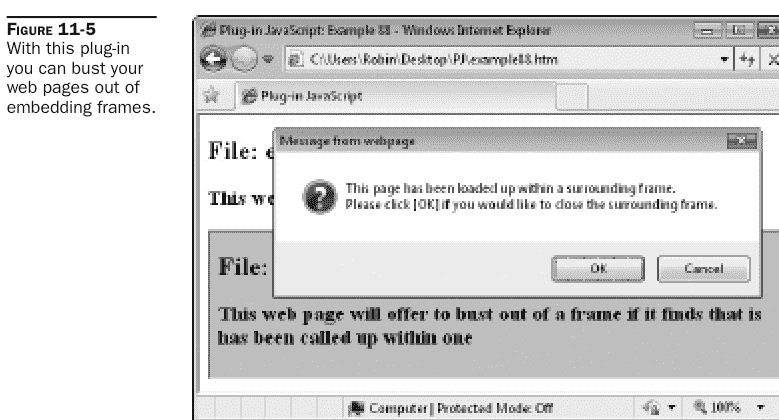 FIGURE 11-5
With this plug-in
you can bust your
web pages out of
embedding frames.
Plug-in JavaScript: Example 88 - Windows Internet Explorer
C:\Users\Robin\Desktop\PJ\example88.htm
Plug-in JavaScript
File: e
Message from webpage
This we
This page has been loaded up within a surrounding frame.
Please click [OK] if you would like to close the surrounding frame.
OK
Cancel
File:
This web page will offer to bust out of a frame if it finds that is
has been called up within one
Computer | Protected Mode: Off
100%